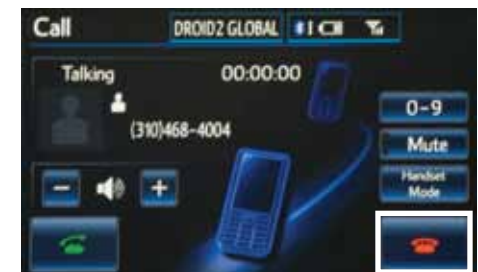 Call DROID2 GLOBAL
Talking 00:00:00
(310)468-4004
0-9
Mute
Handset
Mode
- +